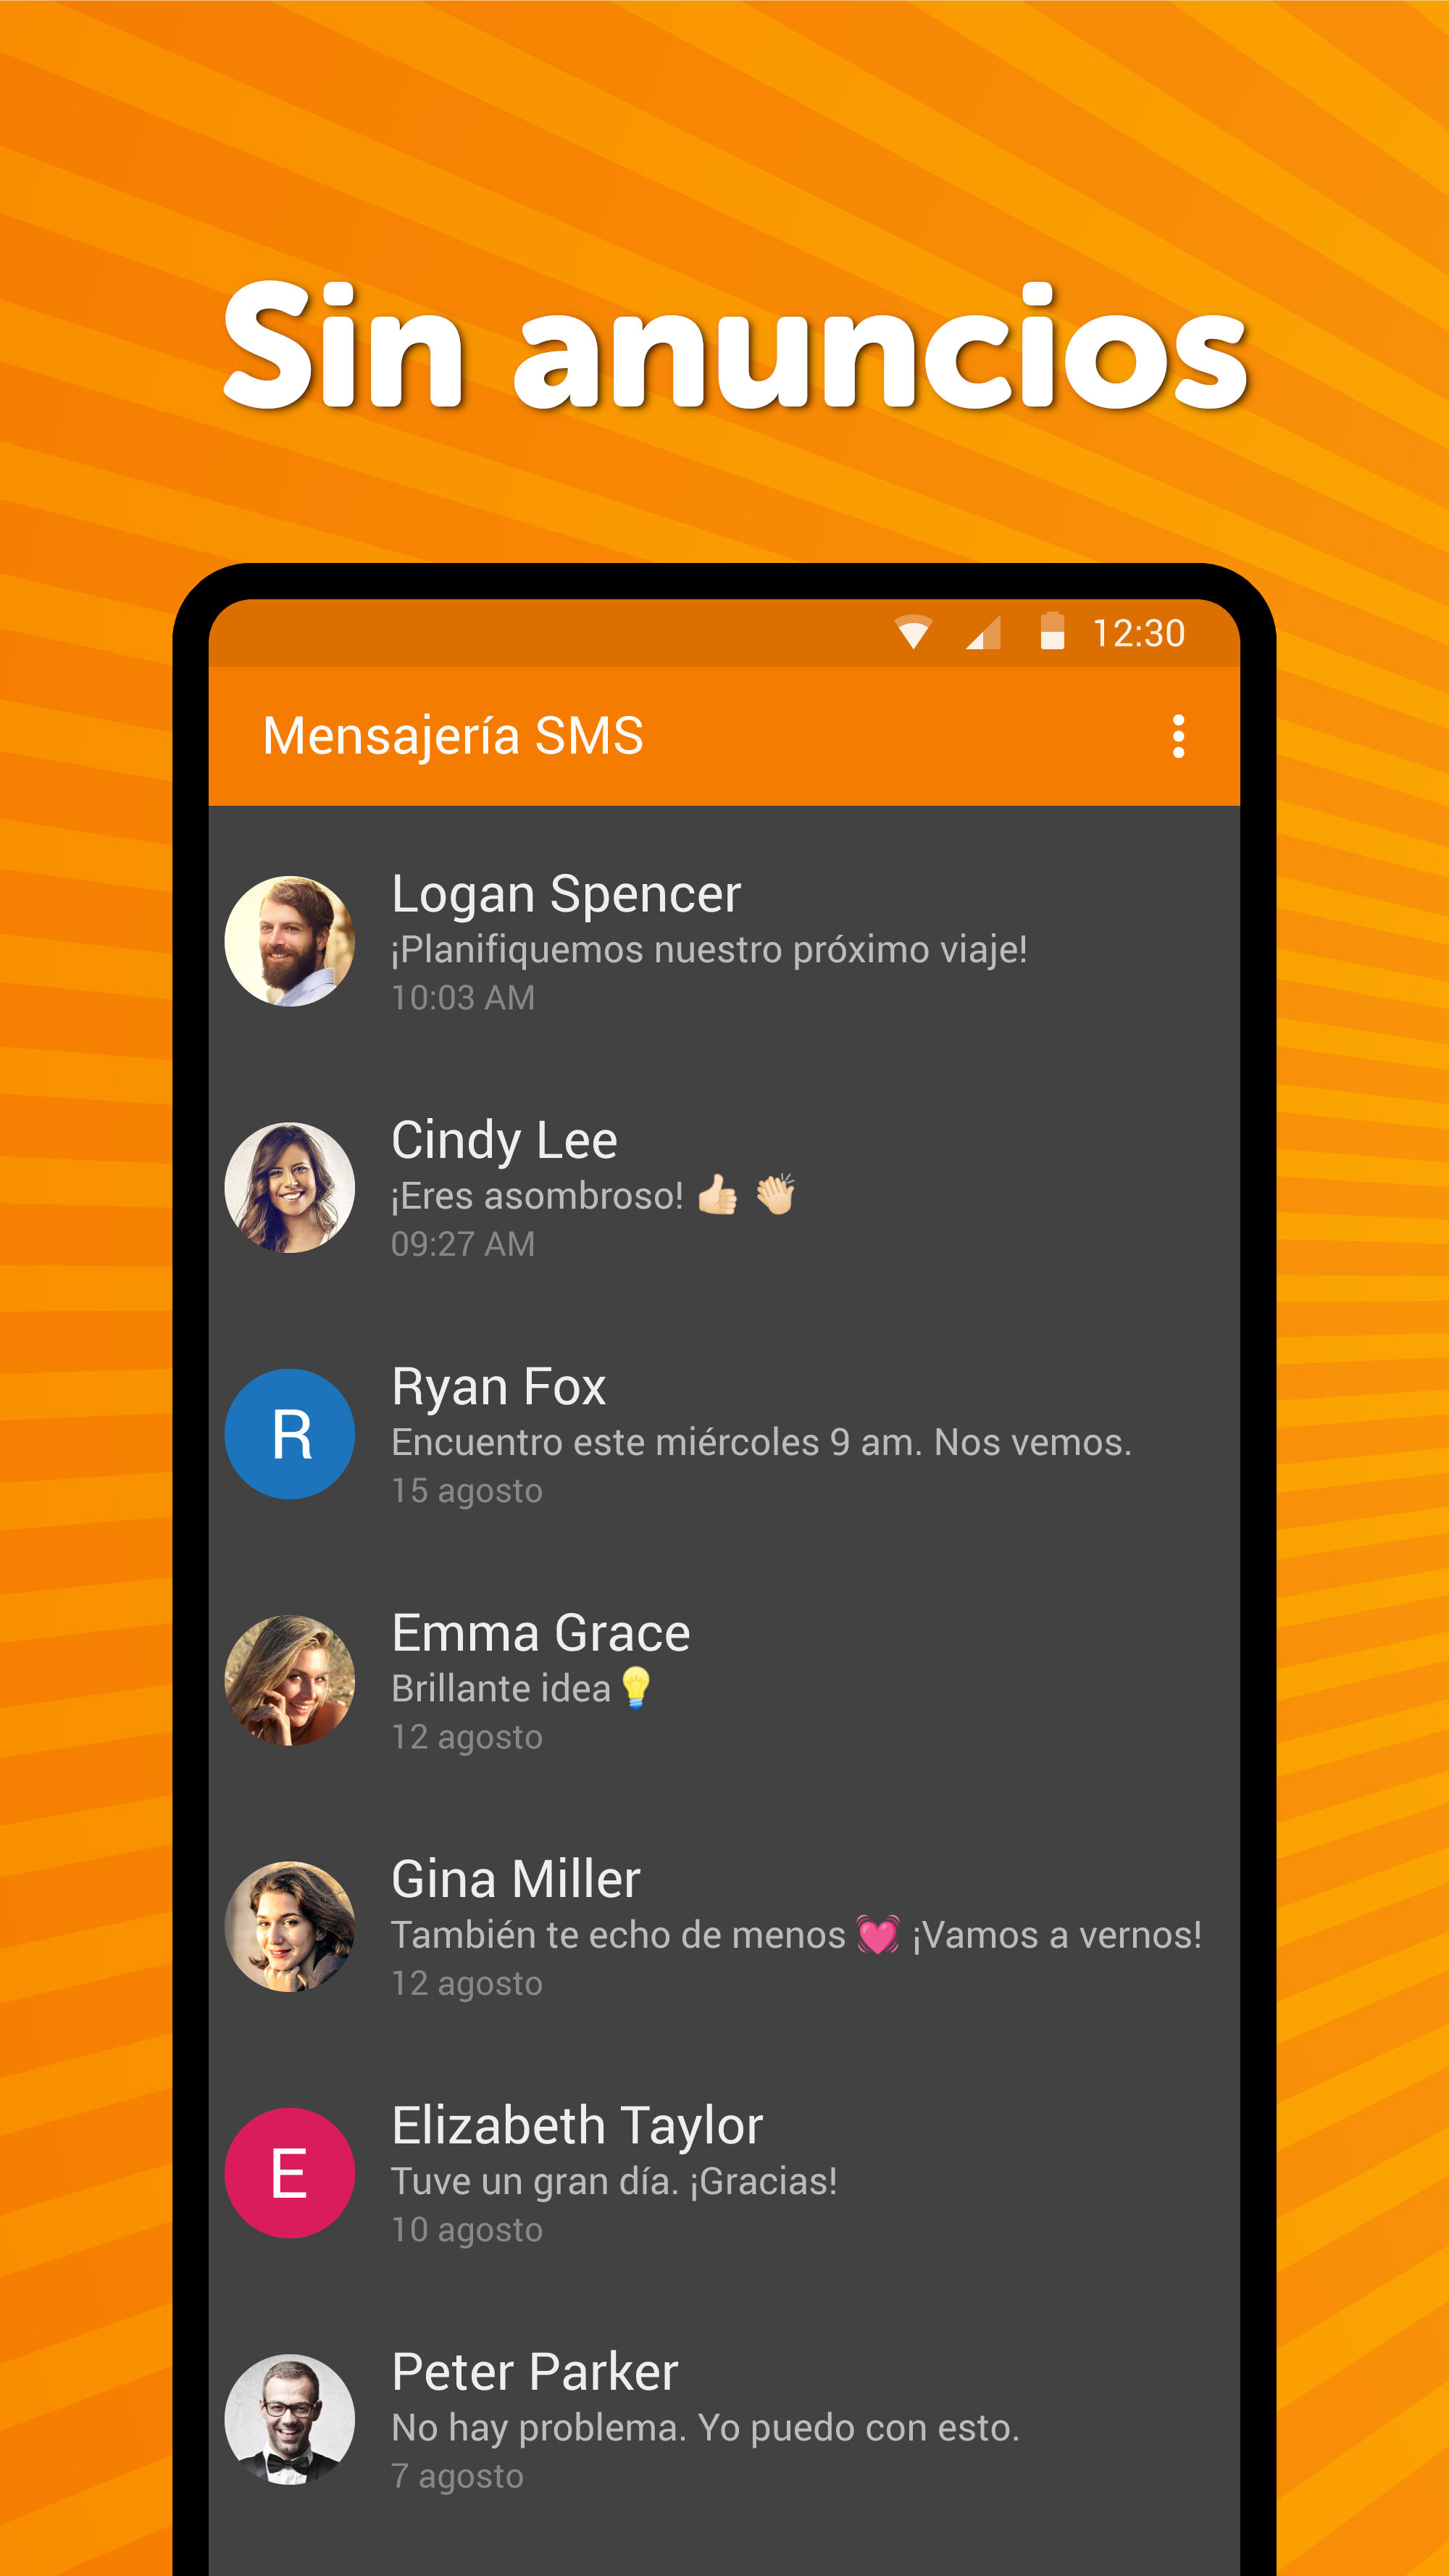 Sin anuncios
12:30
Mensajería SMS
Logan Spencer
¡Planifiquemos nuestro próximo viaje!
10:03 AM
Cindy Lee
¡Eres asombroso! 👍🏻 👏🏻
09:27 AM
R
Ryan Fox
Encuentro este miércoles 9 am. Nos vemos.
15 agosto
Emma Grace
Brillante idea💡
12 agosto
Gina Miller
También te echo de menos 💓 ¡Vamos a vernos!
12 agosto
E
Elizabeth Taylor
Tuve un gran día. ¡Gracias!
10 agosto
Peter Parker
No hay problema. Yo puedo con esto.
7 agosto